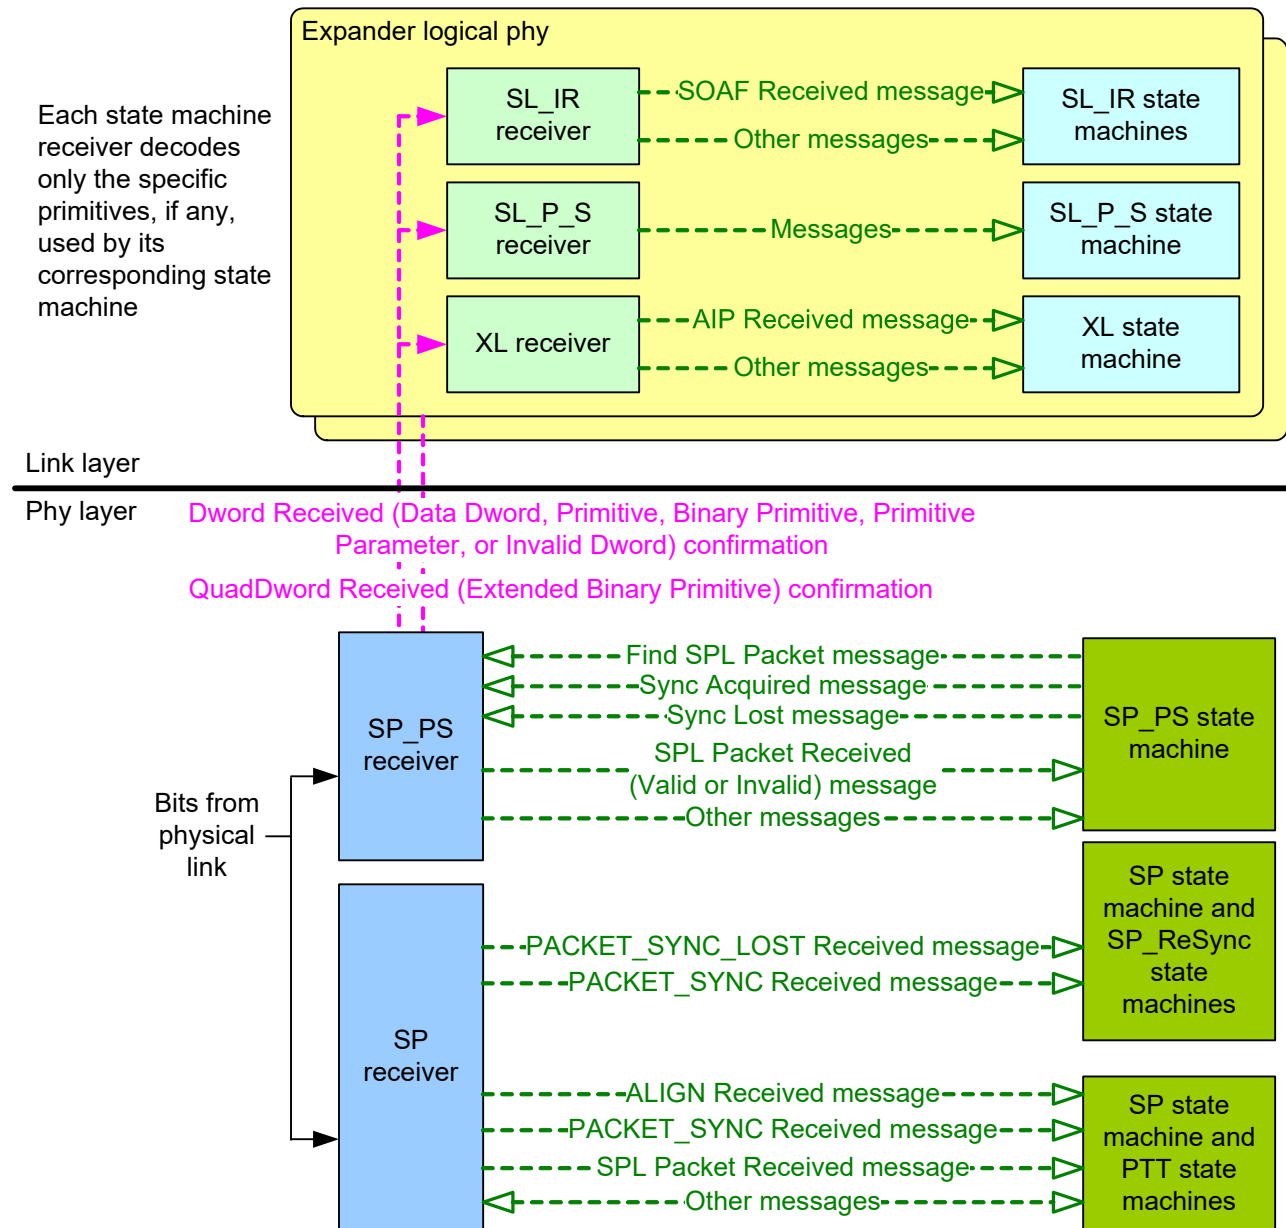 Expander logical phy
Each state machine
receiver decodes
only the specific
primitives, if any,
used by its
corresponding state
machine
SL_IR
receiver
SOAF Received message
Other messages
SL_IR state
machines
SL_P_S
receiver
Messages
SL_P_S state
machine
XL receiver
AIP Received message
Other messages
XL state
machine
Link layer
Phy layer
Dword Received (Data Dword, Primitive, Binary Primitive, Primitive
Parameter, or Invalid Dword) confirmation
QuadDword Received (Extended Binary Primitive) confirmation
Bits from
physical
link
SP_PS
receiver
Find SPL Packet message
Sync Acquired message
Sync Lost message
SPL Packet Received
(Valid or Invalid) message
Other messages
SP_PS state
machine
SP
receiver
PACKET_SYNC_LOST Received message
PACKET_SYNC Received message
SP state
machine and
SP_ReSync
state
machines
ALIGN Received message
PACKET_SYNC Received message
SPL Packet Received message
Other messages
SP state
machine and
PTT state
machines